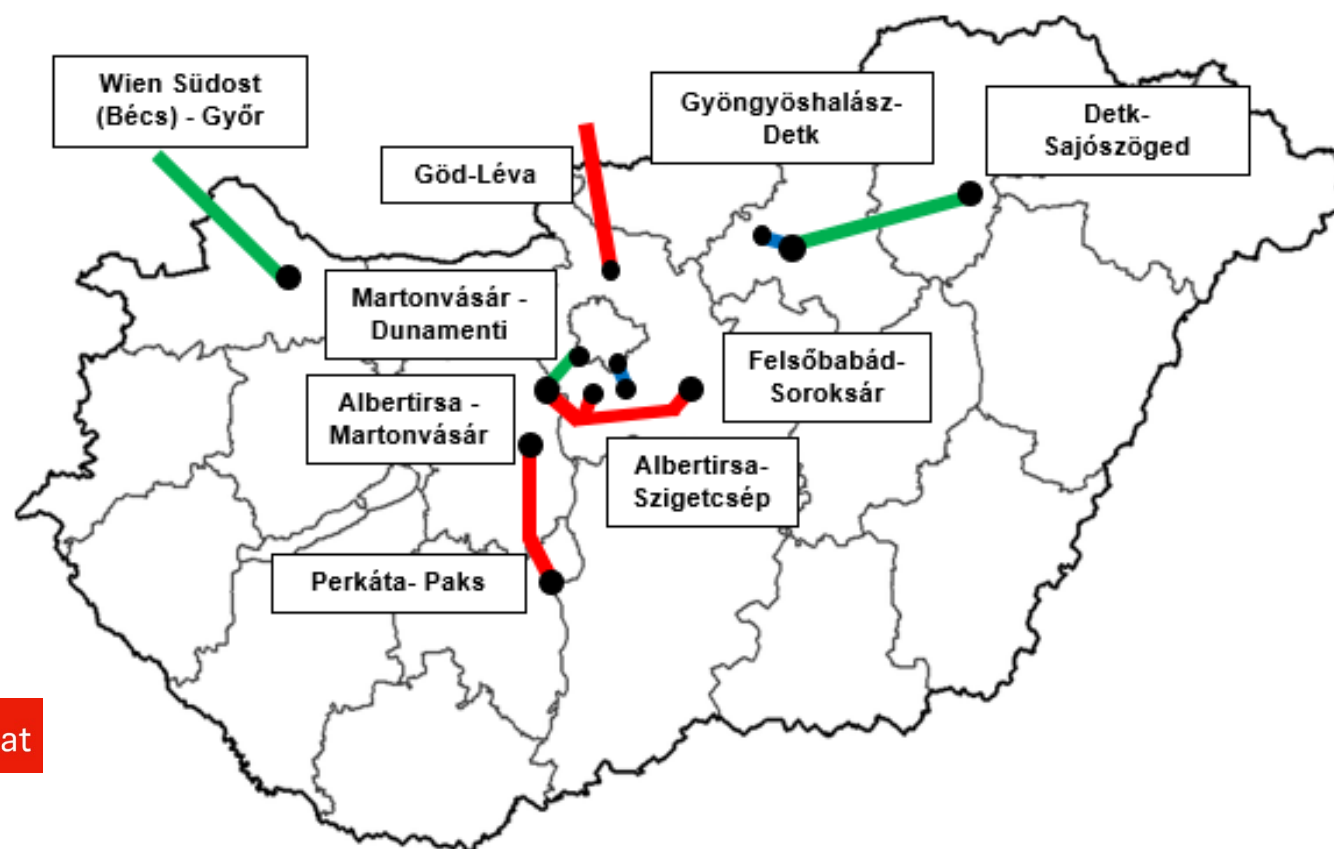 Wien Südost
(Bécs) - Győr
Göd-Léva
Gyöngyöshalász-
Detk
Detk-
Sajószöged
Martonvásár -
Dunamenti
Albertirsa -
Martonvásár
Felsőbabád-
Soroksár
Albertirsa-
Szigetcsép
Perkáta- Paks
at